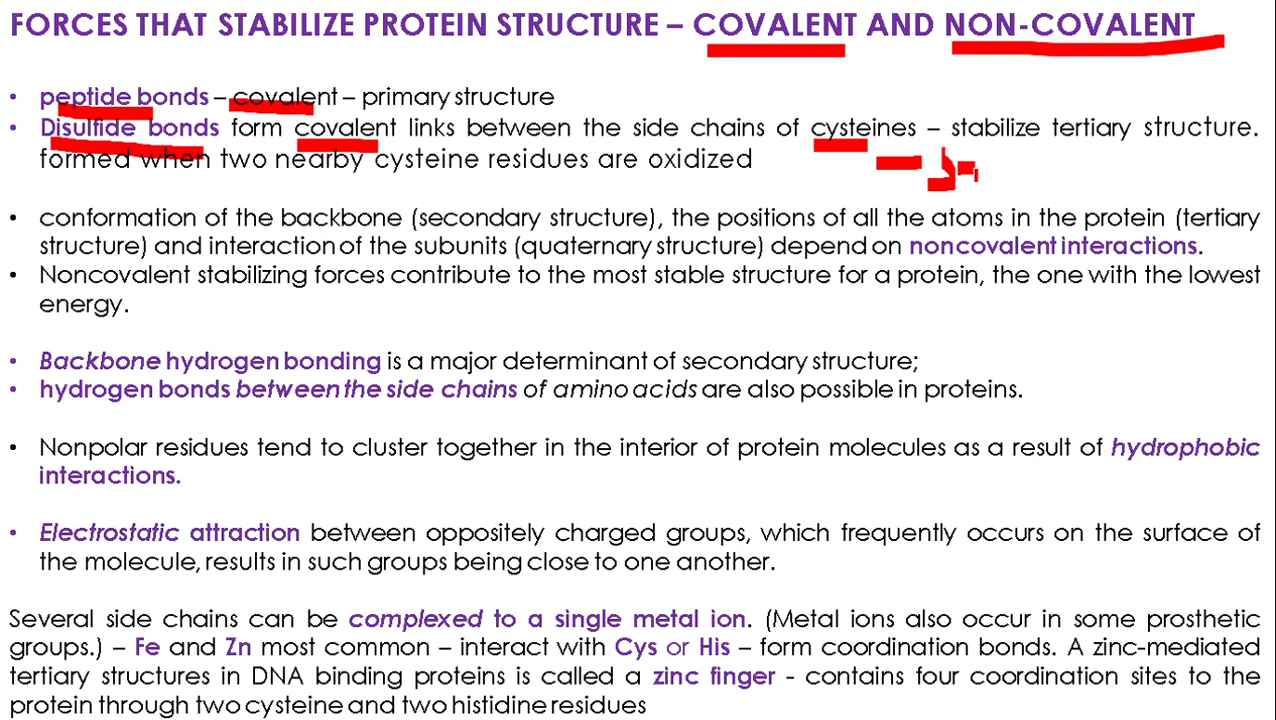 FORCES THAT STABILIZE PROTEIN STRUCTURE – COVALENT AND NON-COVALENT
• peptide bonds – covalent – primary structure
• Disulfide bonds form covalent links between the side chains of cysteines – stabilize tertiary structure.
formed when two nearby cysteine residues are oxidized
• conformation of the backbone (secondary structure), the positions of all the atoms in the protein (tertiary
structure) and interaction of the subunits (quaternary structure) depend on noncovalent interactions.
• Noncovalent stabilizing forces contribute to the most stable structure for a protein, the one with the lowest
energy.
• Backbone hydrogen bonding is a major determinant of secondary structure;
• hydrogen bonds between the side chains of amino acids are also possible in proteins.
• Nonpolar residues tend to cluster together in the interior of protein molecules as a result of hydrophobic
interactions.
• Electrostatic attraction between oppositely charged groups, which frequently occurs on the surface of
the molecule, results in such groups being close to one another.
Several side chains can be complexed to a single metal ion. (Metal ions also occur in some prosthetic
groups.) – Fe and Zn most common – interact with Cys or His – form coordination bonds. A zinc-mediated
tertiary structures in DNA binding proteins is called a zinc finger - contains four coordination sites to the
protein through two cysteine and two histidine residues